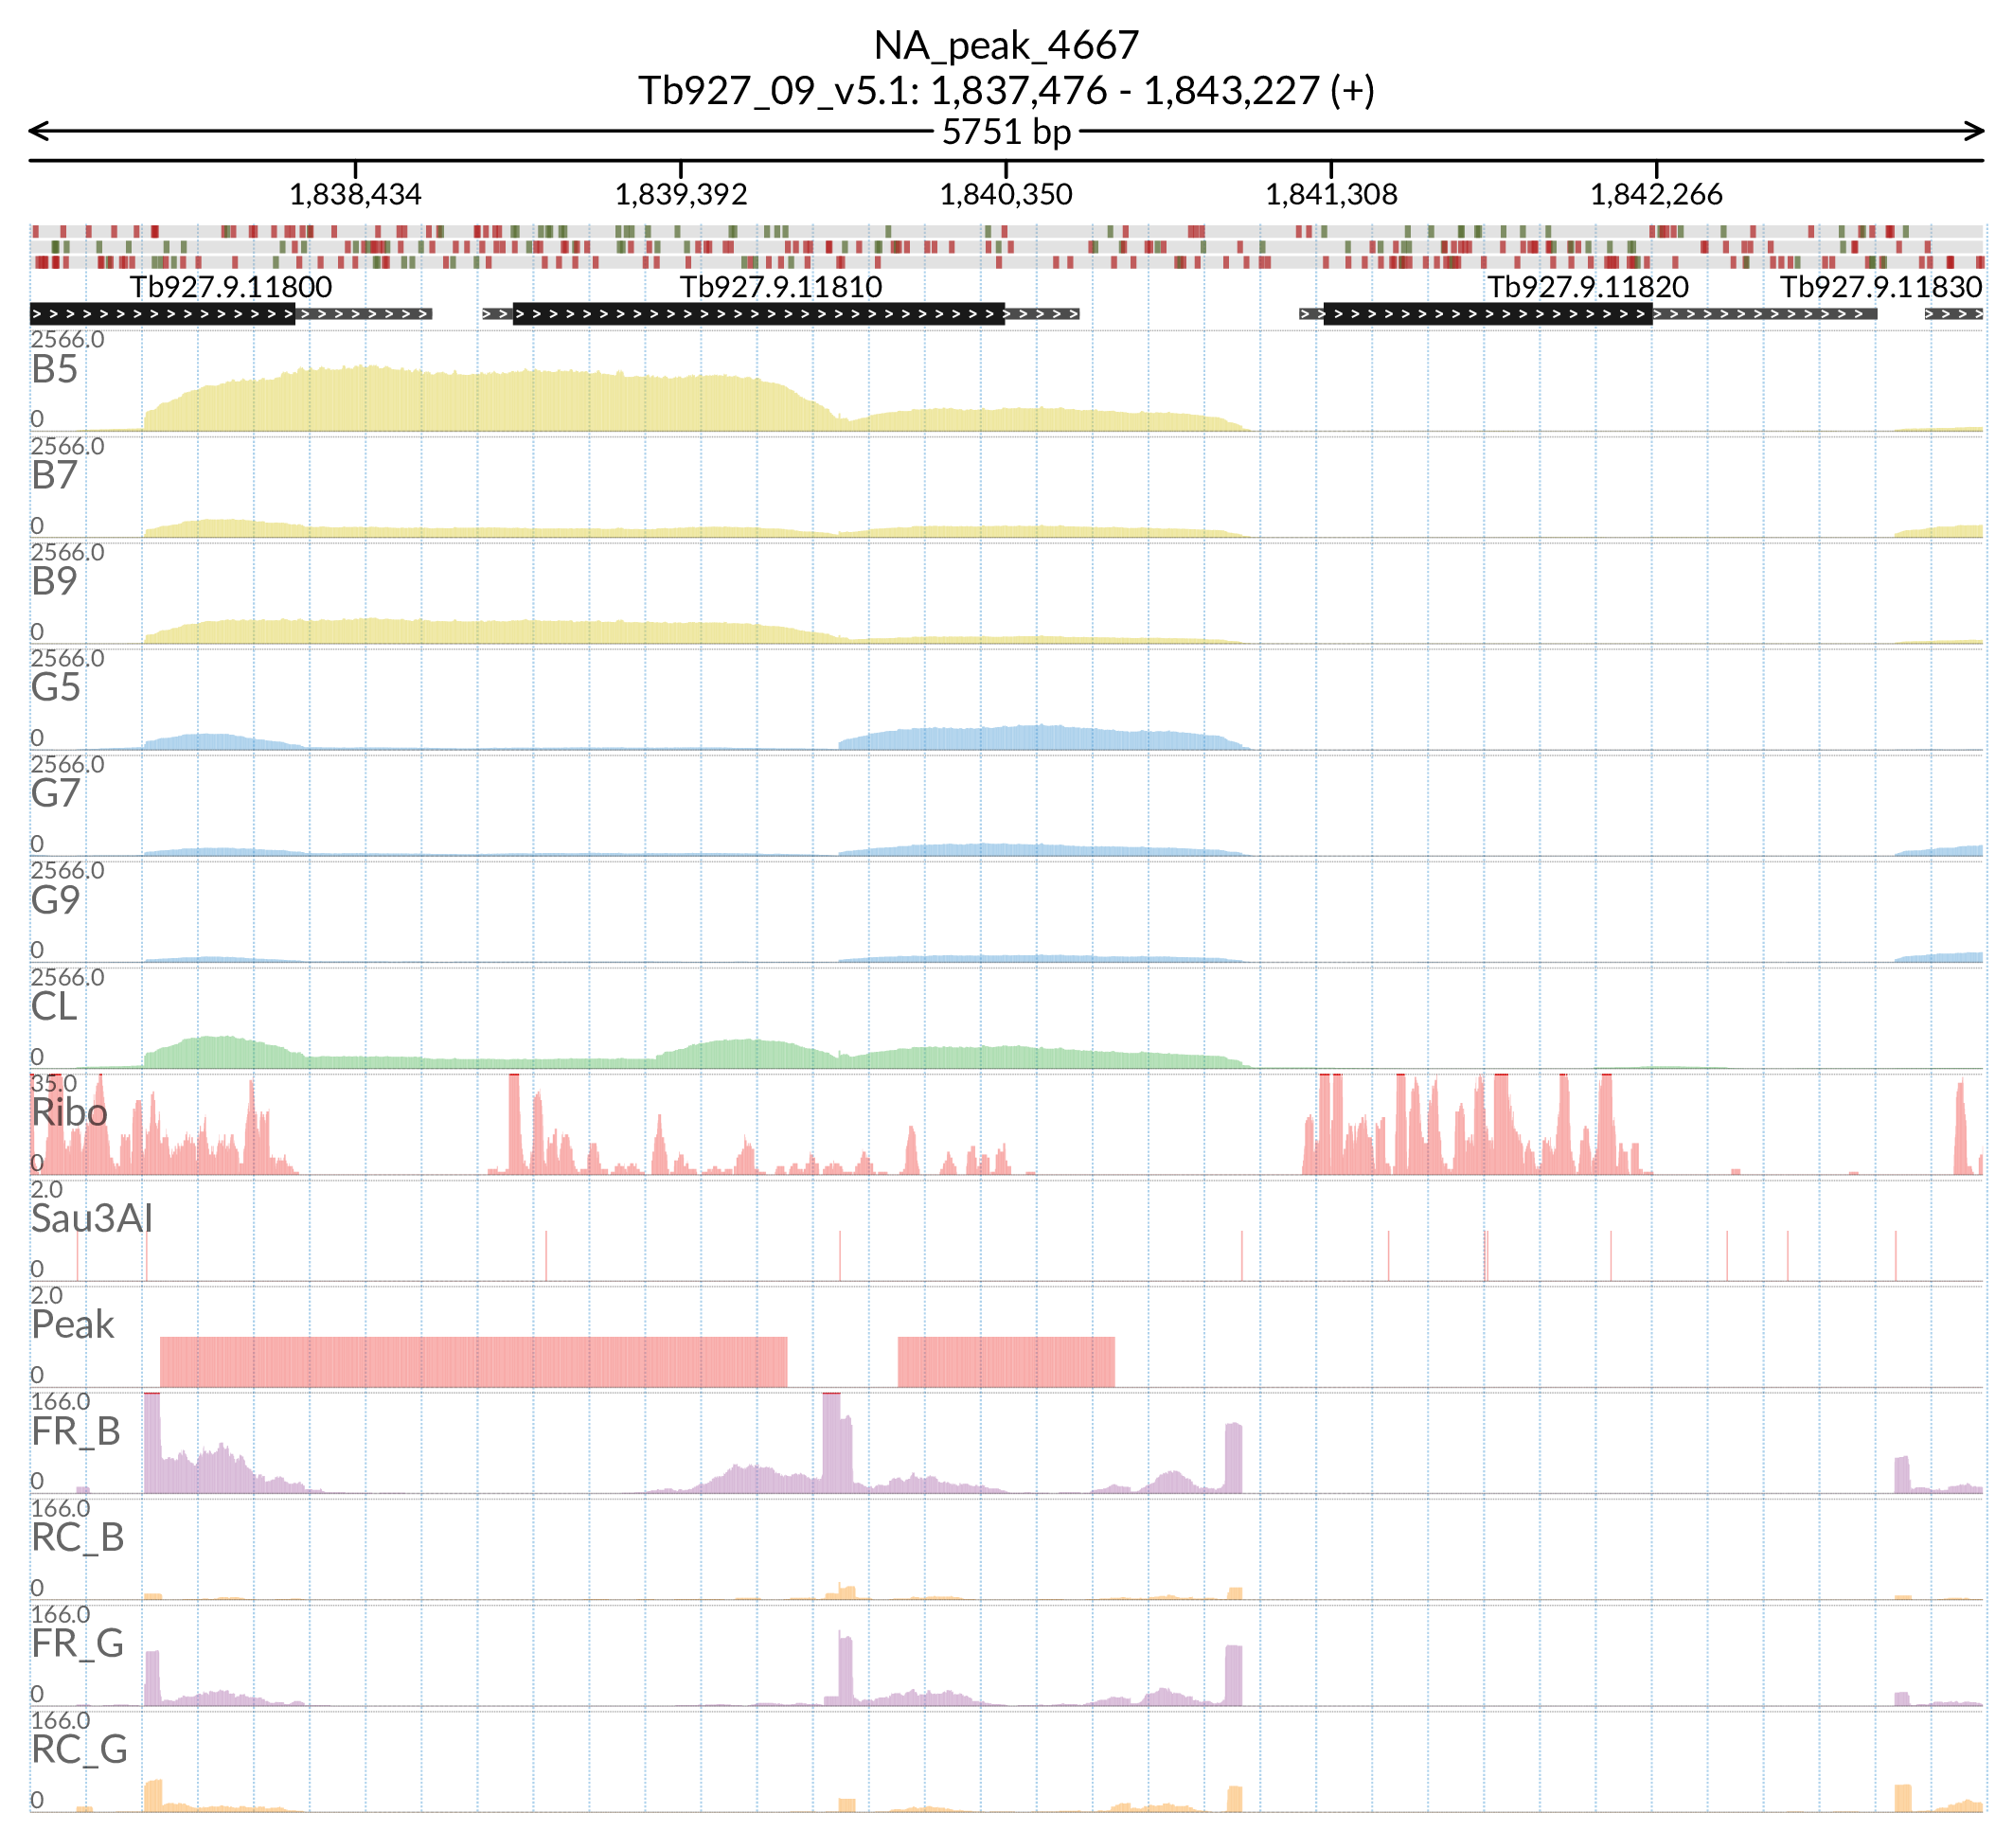 NA_peak_4667
Tb927_09_v5.1: 1,837,476 - 1,843,227 (+)
5751 bp
1,838,434 1,839,392 1,840,350 1,841,308 1,842,266
Tb927.9.11800 Tb927.9.11810 Tb927.9.11820 Tb927.9.11830
2566.0
B5
0
2566.0
B7
0
2566.0
B9
0
2566.0
G5
0
2566.0
G7
0
2566.0
G9
0
2566.0
CL
0
35.0
Ribo
0
2.0
Sau3AI
0
2.0
Peak
0
166.0
FR_B
0
166.0
RC_B
0
166.0
FR_G
0
166.0
RC_G
0